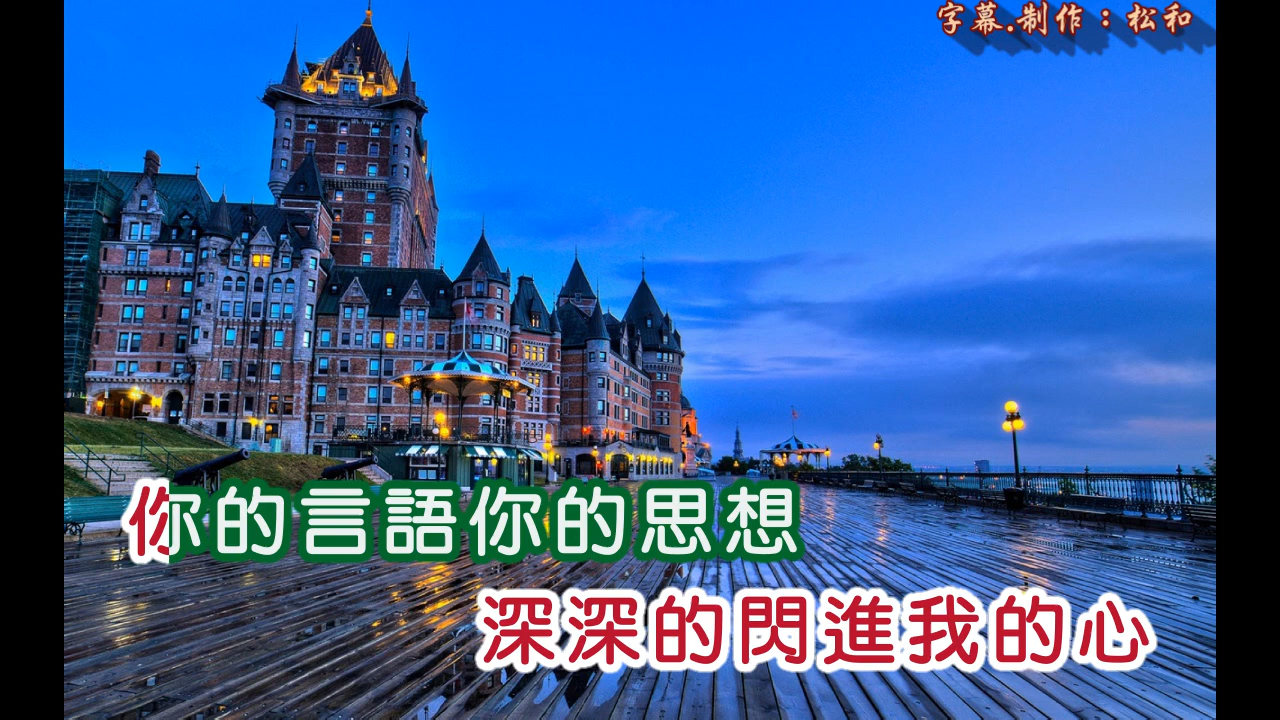 字幕.制作：松和
你的言語你的思想
深深的閃進我的心